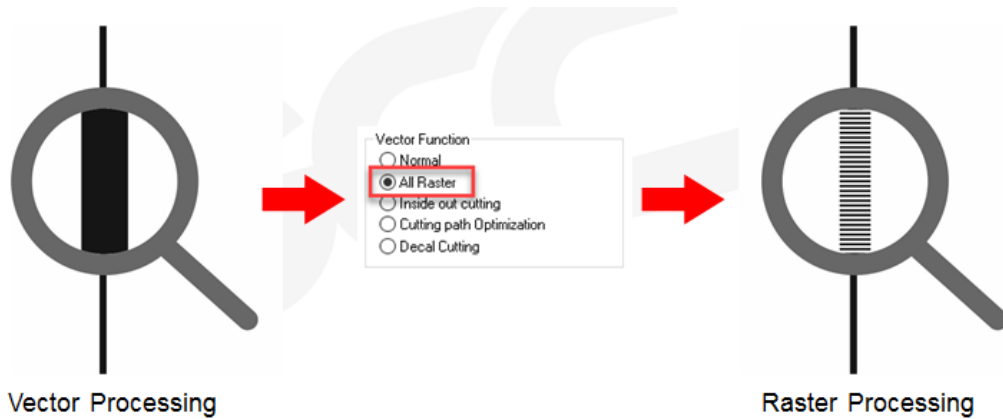 Vector Function
Normal
All Raster
Inside out cutting
Cutting path Optimization
Decal Cutting
Vector Processing
Raster Processing